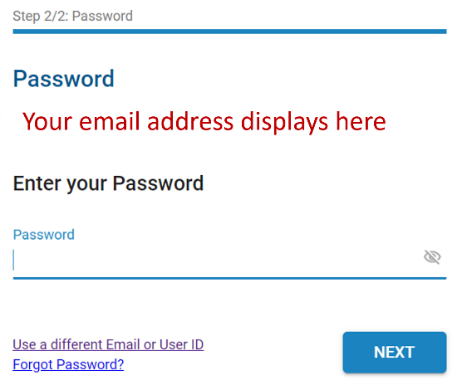 Step 2/2: Password
Password
Your email address displays here
Enter your Password
Password
Use a different Email or User ID
Forgot Password?
NEXT